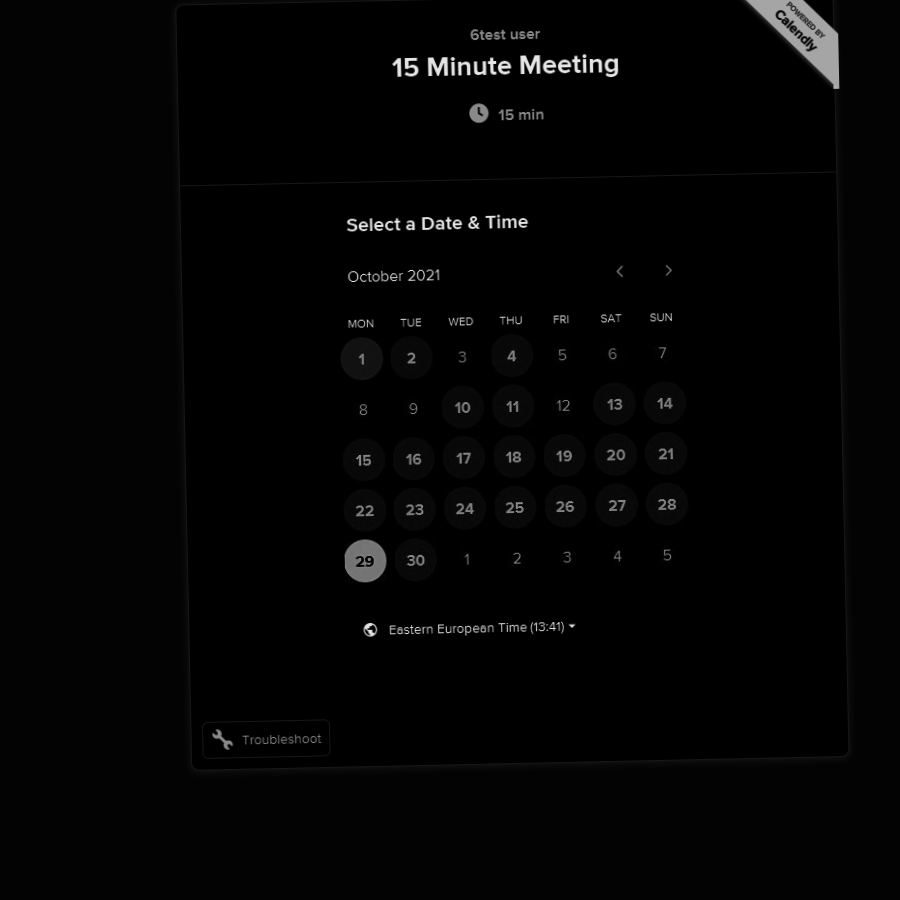 6test user
15 Minute Meeting
15 min
POWERED BY
Calendly
Select a Date & Time
October 2021
MON TUE WED THU FRI SAT SUN
1 2 3 4 5 6 7
8 9 10 11 12 13 14
15 16 17 18 19 20 21
22 23 24 25 26 27 28
29 30 1 2 3 4 5
Eastern European Time (13:41)
Troubleshoot